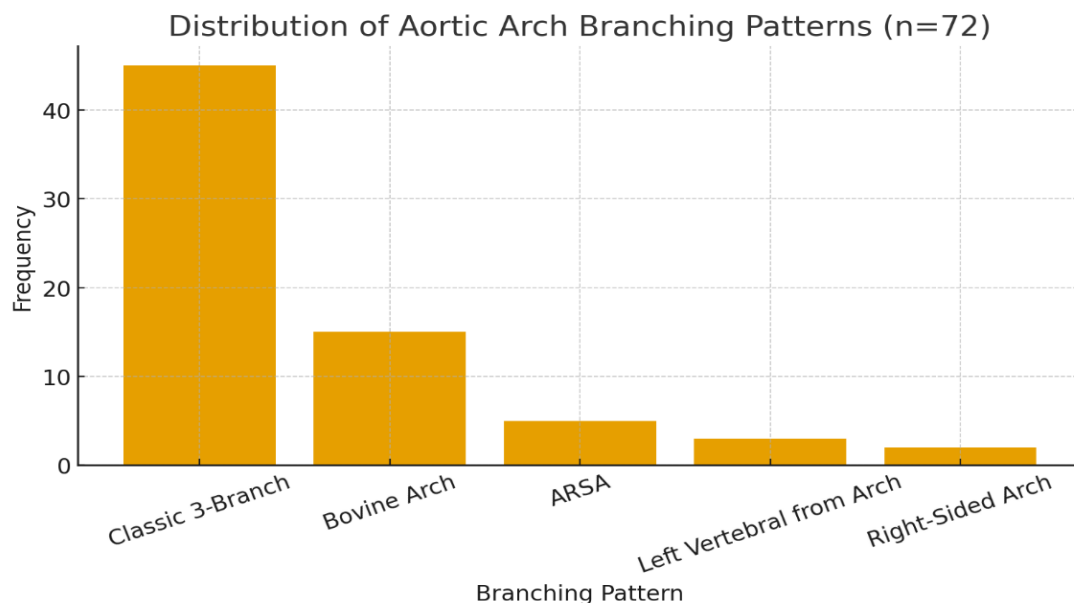 Distribution of Aortic Arch Branching Patterns (n=72)
Frequency
40
30
20
10
0
Classic 3-Branch
Bovine Arch
ARSA
Left Vertebral from Arch
Right-Sided Arch
Branching Pattern